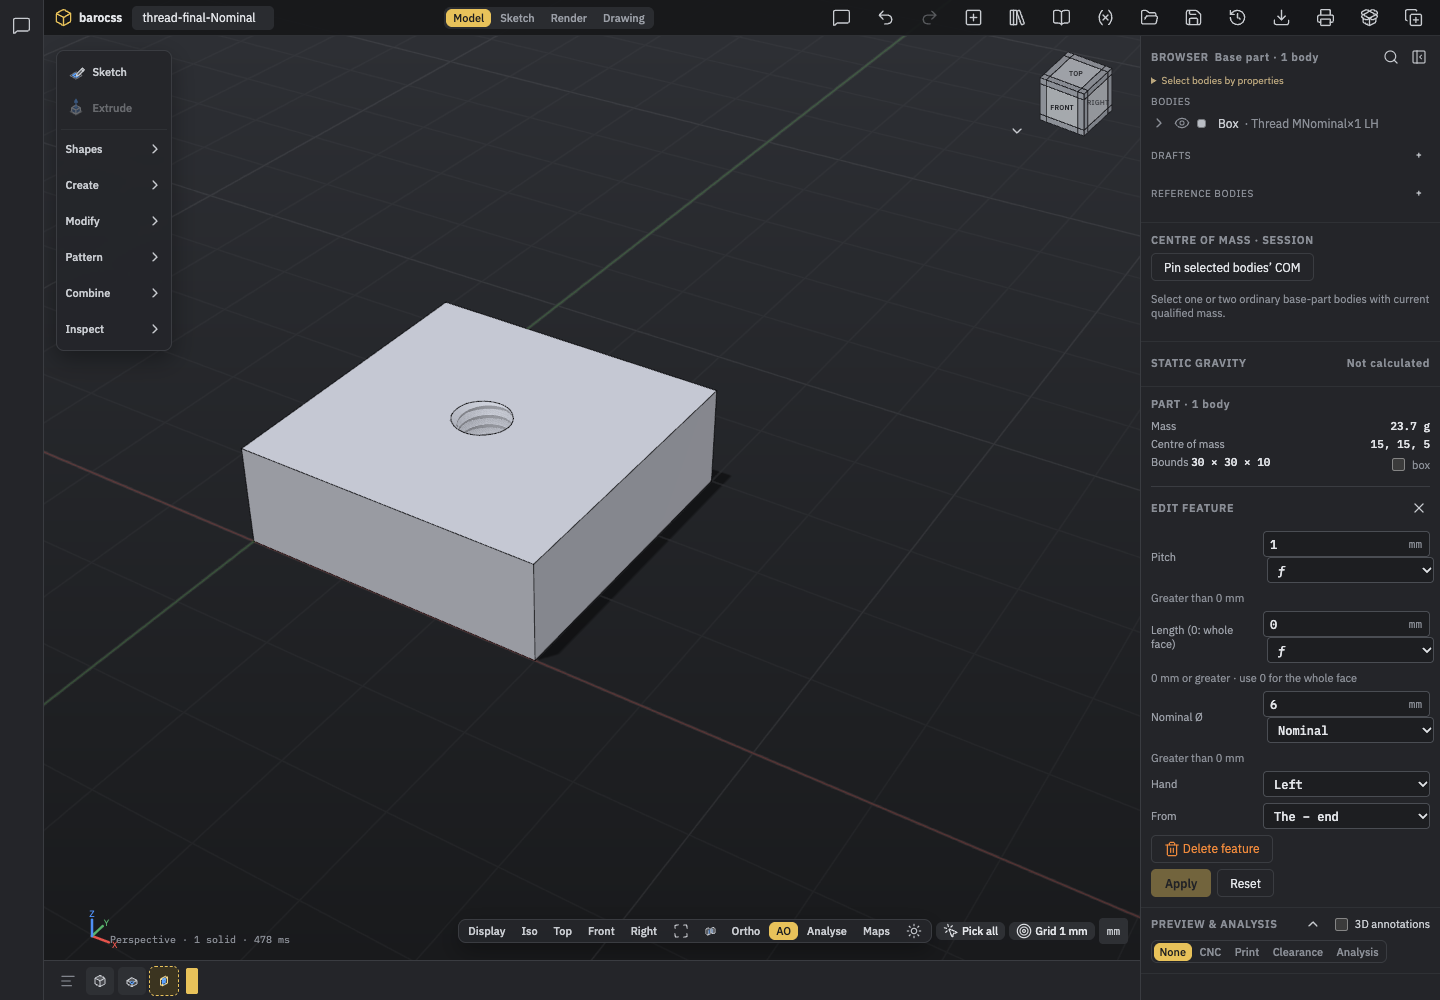 barocss
thread-final-Nominal
Model
Sketch
Render
Drawing
Sketch
Extrude
Shapes
Create
Modify
Pattern
Combine
Inspect
TOP
FRONT
RIGHT
BROWSER Base part · 1 body
▸ Select bodies by properties
BODIES
Box · Thread MNominal×1 LH
DRAFTS +
REFERENCE BODIES +
CENTRE OF MASS · SESSION
Pin selected bodies’ COM
Select one or two ordinary base-part bodies with current
qualified mass.
STATIC GRAVITY Not calculated
PART · 1 body
Mass 23.7 g
Centre of mass 15, 15, 5
Bounds 30 × 30 × 10 box
EDIT FEATURE
Pitch 1 mm
ƒ
Greater than 0 mm
Length (0: whole
face) 0 mm
ƒ
0 mm or greater · use 0 for the whole face
Nominal Ø 6 mm
Nominal
Greater than 0 mm
Hand Left
From The − end
Delete feature
Apply Reset
PREVIEW & ANALYSIS 3D annotations
None CNC Print Clearance Analysis
Z
Y
X
Perspective · 1 solid · 478 ms
Display Iso Top Front Right Ortho AO Analyse Maps Pick all Grid 1 mm mm